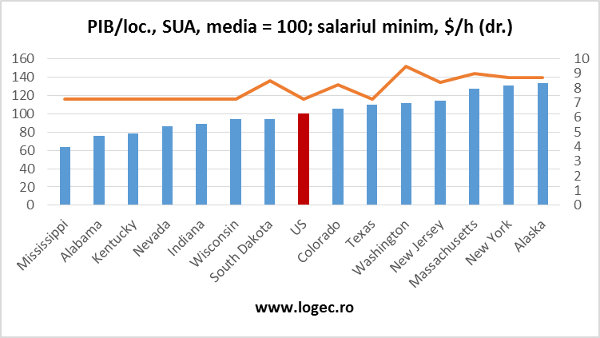 PIB/loc., SUA, media = 100; salariul minim, $/h (dr.)
160
140
120
100
80
60
40
20
0
10
9
8
7
6
5
4
3
2
1
0
Mississippi
Alabama
Kentucky
Nevada
Indiana
Wisconsin
South Dakota
US
Colorado
Texas
Washington
New Jersey
Massachusetts
New York
Alaska
www.logec.ro